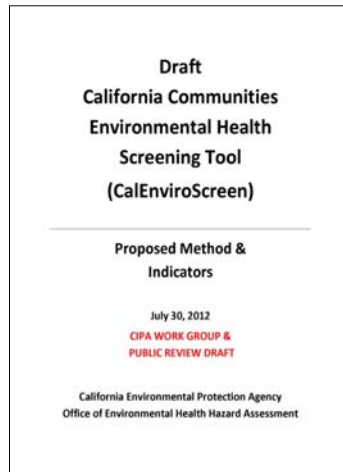 Draft
California Communities
Environmental Health
Screening Tool
(CalEnviroScreen)
Proposed Method &
Indicators
July 30, 2012
CIPA WORK GROUP &
PUBLIC REVIEW DRAFT
California Environmental Protection Agency
Office of Environmental Health Hazard Assessment